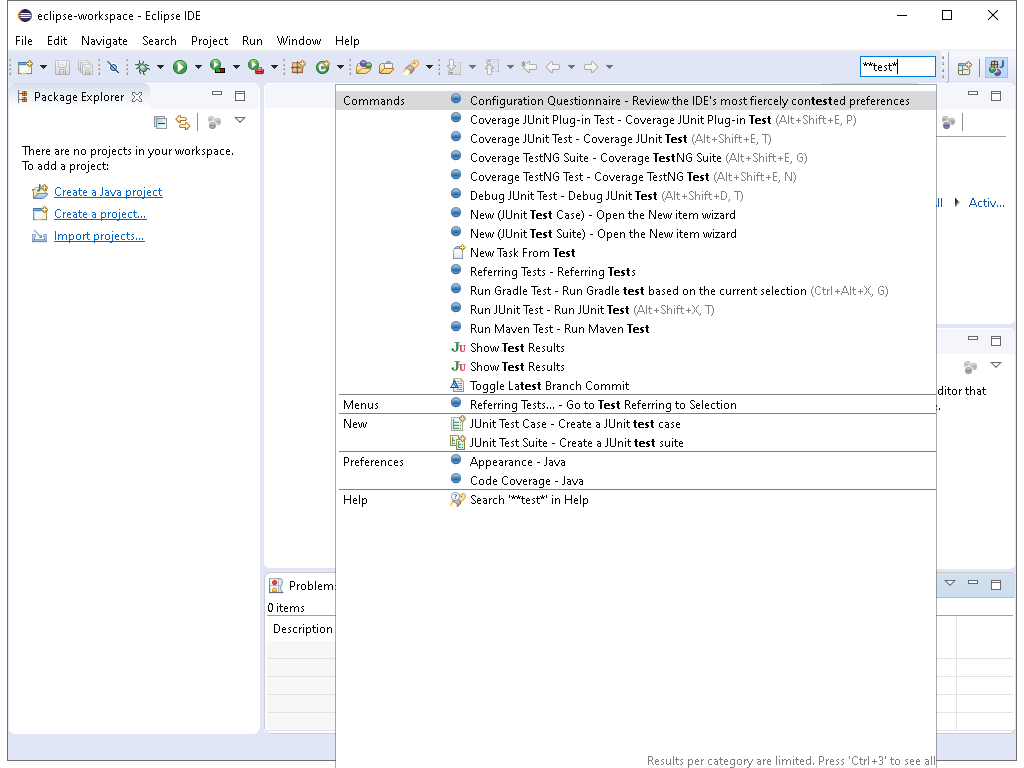 eclipse-workspace - Eclipse IDE
File Edit Navigate Search Project Run Window Help
**test*
Package Explorer
There are no projects in your workspace.
To add a project:
Create a Java project
Create a project...
Import projects...
Commands Configuration Questionnaire - Review the IDE's most fiercely contested preferences
Coverage JUnit Plug-in Test - Coverage JUnit Plug-in Test (Alt+Shift+E, P)
Coverage JUnit Test - Coverage JUnit Test (Alt+Shift+E, T)
Coverage TestNG Suite - Coverage TestNG Suite (Alt+Shift+E, G)
Coverage TestNG Test - Coverage TestNG Test (Alt+Shift+E, N)
Debug JUnit Test - Debug JUnit Test (Alt+Shift+D, T)
New (JUnit Test Case) - Open the New item wizard
New (JUnit Test Suite) - Open the New item wizard
New Task From Test
Referring Tests - Referring Tests
Run Gradle Test - Run Gradle test based on the current selection (Ctrl+Alt+X, G)
Run JUnit Test - Run JUnit Test (Alt+Shift+X, T)
Run Maven Test - Run Maven Test
Ju Show Test Results
Ju Show Test Results
Toggle Latest Branch Commit
Menus Referring Tests... - Go to Test Referring to Selection
New JUnit Test Case - Create a JUnit test case
JUnit Test Suite - Create a JUnit test suite
Preferences Appearance - Java
Code Coverage - Java
Help Search '**test*' in Help
Results per category are limited. Press 'Ctrl+3' to see all
ll Activ...
ditor that
e.
Problem
0 items
Description